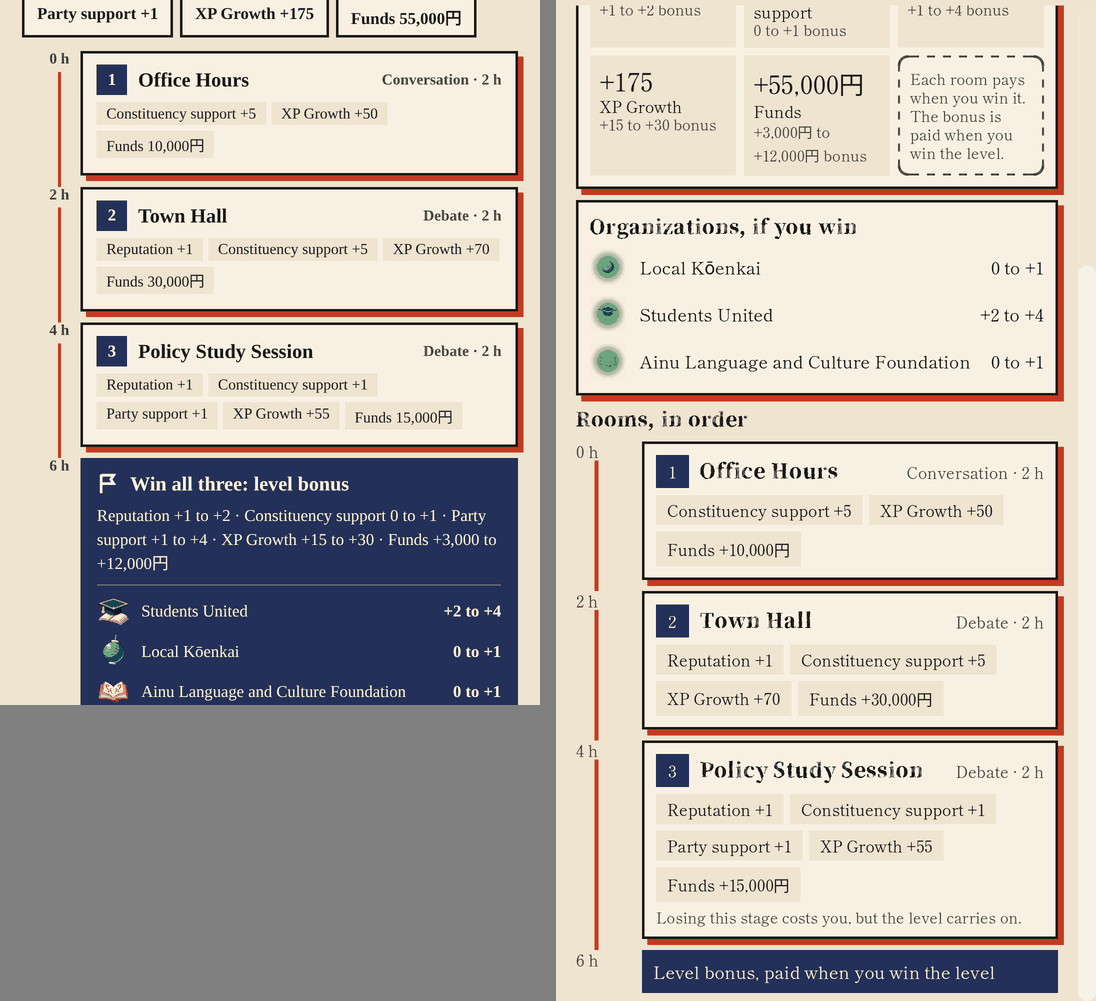 Party support +1
XP Growth +175
Funds 55,000円
0 h
1 Office Hours Conversation · 2 h
Constituency support +5 XP Growth +50
Funds 10,000円
2 h
2 Town Hall Debate · 2 h
Reputation +1 Constituency support +5 XP Growth +70
Funds 30,000円
4 h
3 Policy Study Session Debate · 2 h
Reputation +1 Constituency support +1
Party support +1 XP Growth +55 Funds 15,000円
6 h
Win all three: level bonus
Reputation +1 to +2 · Constituency support 0 to +1 · Party
support +1 to +4 · XP Growth +15 to +30 · Funds +3,000 to
+12,000円
Students United +2 to +4
Local Kōenkai 0 to +1
Ainu Language and Culture Foundation 0 to +1
+1 to +2 bonus
support
0 to +1 bonus
+1 to +4 bonus
+175
XP Growth
+15 to +30 bonus
+55,000円
Funds
+3,000円 to
+12,000円 bonus
Each room pays
when you win it.
The bonus is
paid when you
win the level.
Organizations, if you win
Local Kōenkai 0 to +1
Students United +2 to +4
Ainu Language and Culture Foundation 0 to +1
Rooms, in order
0 h
1 Office Hours Conversation · 2 h
Constituency support +5 XP Growth +50
Funds +10,000円
2 h
2 Town Hall Debate · 2 h
Reputation +1 Constituency support +5
XP Growth +70 Funds +30,000円
4 h
3 Policy Study Session Debate · 2 h
Reputation +1 Constituency support +1
Party support +1 XP Growth +55
Funds +15,000円
Losing this stage costs you, but the level carries on.
6 h
Level bonus, paid when you win the level